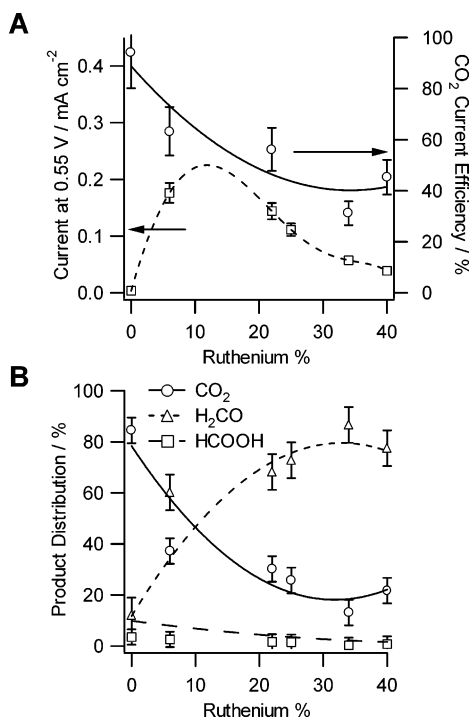 A
Current at 0.55 V / mA cm⁻²
0.4
0.3
0.2
0.1
0.0
100
80
60
40
20
0
CO₂ Current
Efficiency / %
0
10
20
30
40
Ruthenium %
B
CO₂
H₂CO
HCOOH
Product Distribution / %
100
80
60
40
20
0
0
10
20
30
40
Ruthenium %